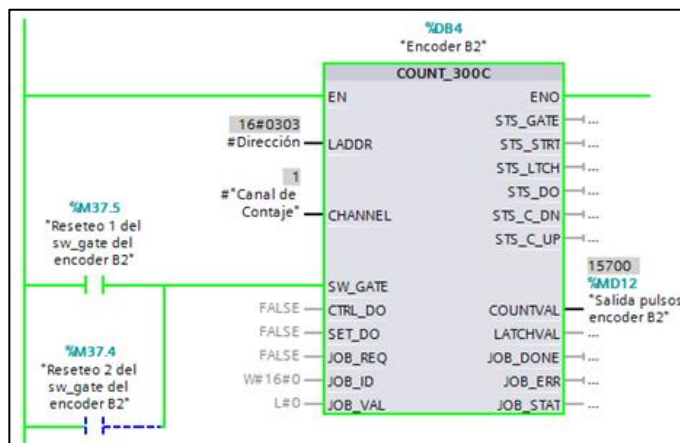 %DB4
"Encoder B2"
COUNT_300C
EN ENO
STS_GATE ...
16#0303
#Dirección LADDR STS_STRT ...
STS_LTCH ...
1
#"Canal de
Contaje" CHANNEL
STS_DO ...
STS_C_DN ...
STS_C_UP ...
%M37.5
"Reseteo 1 del
sw_gate del
encoder B2"
SW_GATE
15700
%MD12
"Salida pulsos
encoder B2"
FALSE CTRL_DO COUNTVAL
FALSE SET_DO LATCHVAL ...
FALSE JOB_REQ JOB_DONE ...
W#16#0 JOB_ID JOB_ERR ...
L#0 JOB_VAL JOB_STAT ...
%M37.4
"Reseteo 2 del
sw_gate del
encoder B2"